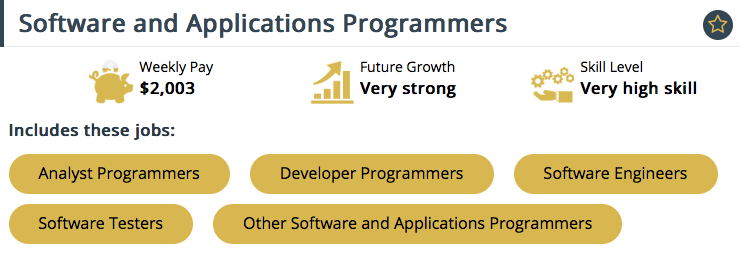 Software and Applications Programmers
Weekly Pay
$2,003
Future Growth
Very strong
Skill Level
Very high skill
Includes these jobs:
Analyst Programmers
Developer Programmers
Software Engineers
Software Testers
Other Software and Applications Programmers